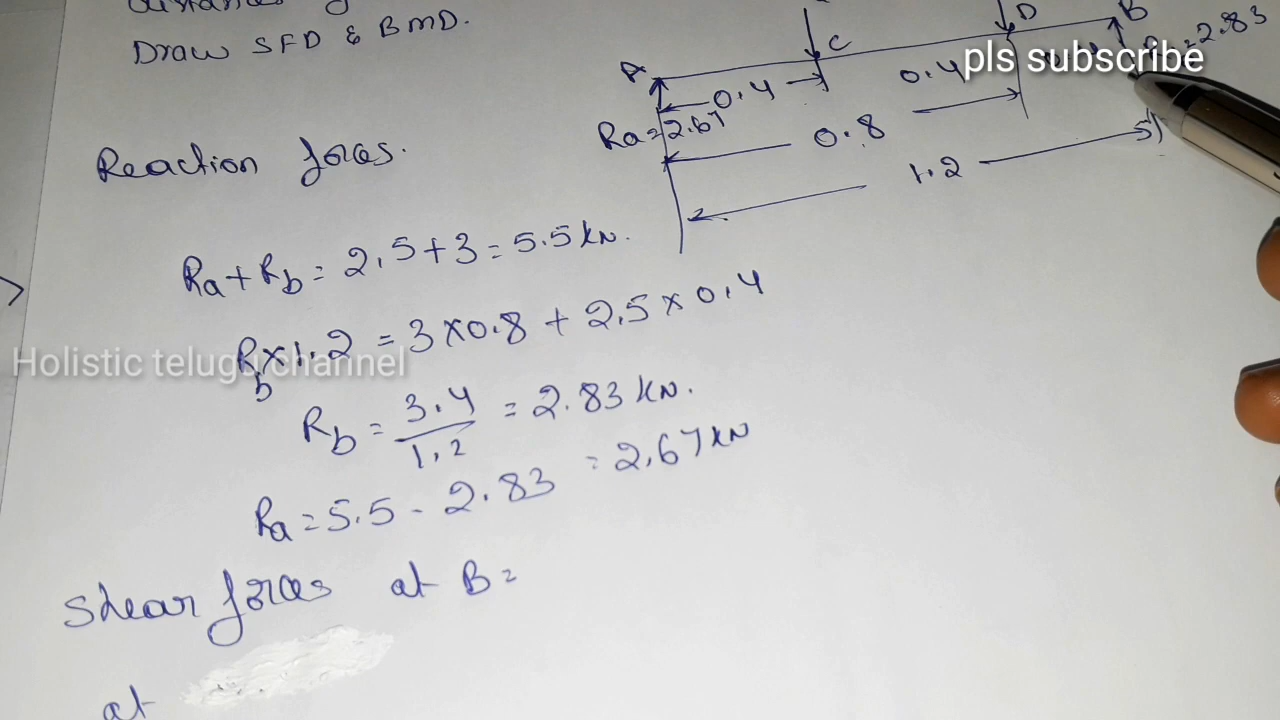 Draw SFD & BMD.
A
C
D
B
pls subscribe
0.4
0.4
Ra=2.67
= 2.83
0.8
1.2
Reaction forces.
Ra+Rb = 2.5+3 = 5.5 kN.
Rb×1.2 = 3×0.8 + 2.5×0.4
Holistic telugu channel
Rb = 3.4/1.2 = 2.83 kN.
Ra = 5.5 - 2.83 = 2.67 kN
Shear forces at B =
at